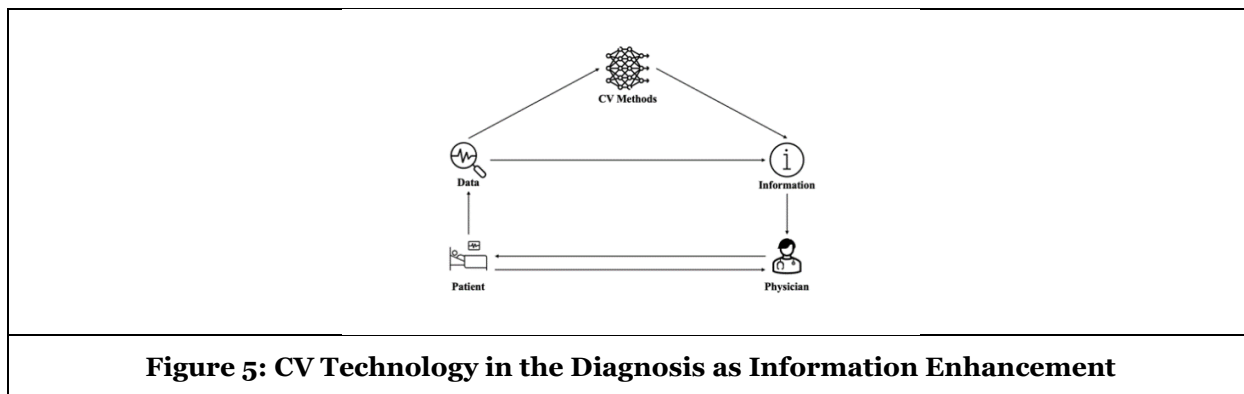 CV Methods
Data
Information
Patient
Physician
Figure 5: CV Technology in the Diagnosis as Information Enhancement